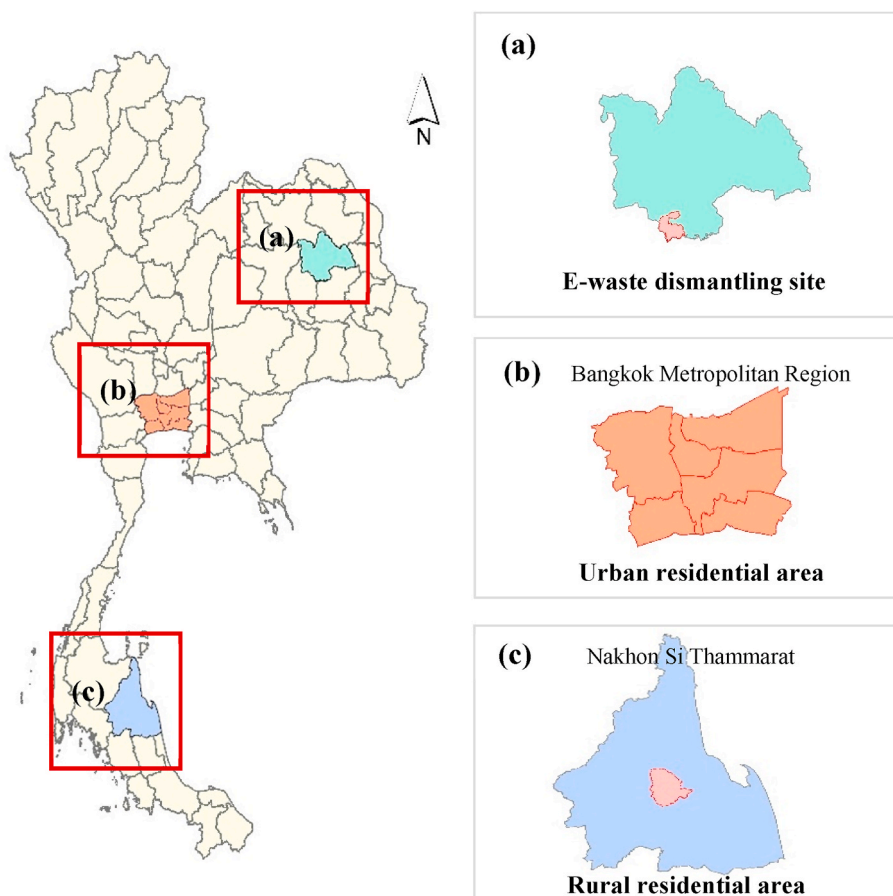 N
(a)
(b)
(c)
(a)
E-waste dismantling site
(b)
Bangkok Metropolitan Region
Urban residential area
(c)
Nakhon Si Thammarat
Rural residential area